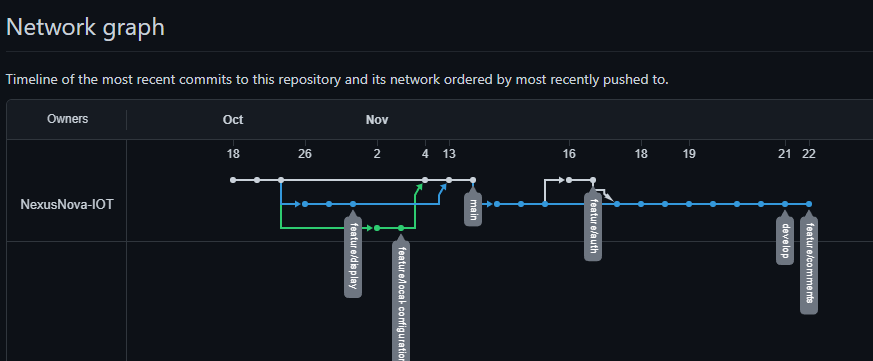 Network graph
Timeline of the most recent commits to this repository and its network ordered by most recently pushed to.
Owners
Oct
Nov
18
26
2
4
13
16
18
19
21
22
NexusNova-IOT
main
feature/auth
feature/display
develop
feature/comments
feature/local-configuration